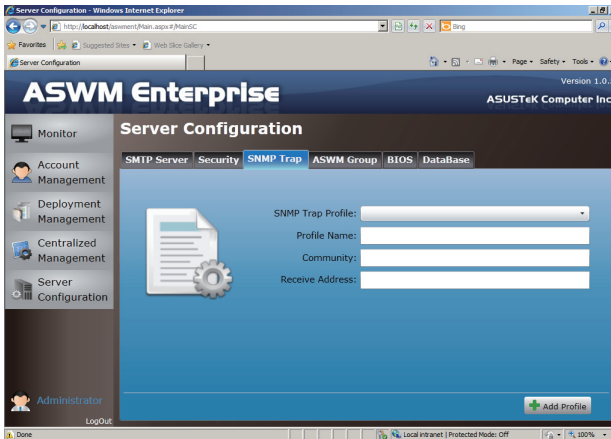 Server Configuration - Windows Internet Explorer
http://localhost/aswment/Main.aspx#/MainSC
Bing
Favorites
Suggested Sites
Web Slice Gallery
Server Configuration
Page
Safety
Tools
ASWM Enterprise
Version 1.0.
ASUSTeK Computer Inc
Monitor
Account Management
Deployment Management
Centralized Management
Server Configuration
Administrator
LogOut
Server Configuration
SMTP Server
Security
SNMP Trap
ASWM Group
BIOS
DataBase
SNMP Trap Profile:
Profile Name:
Community:
Receive Address:
Add Profile
Done
Local intranet | Protected Mode: Off
100%